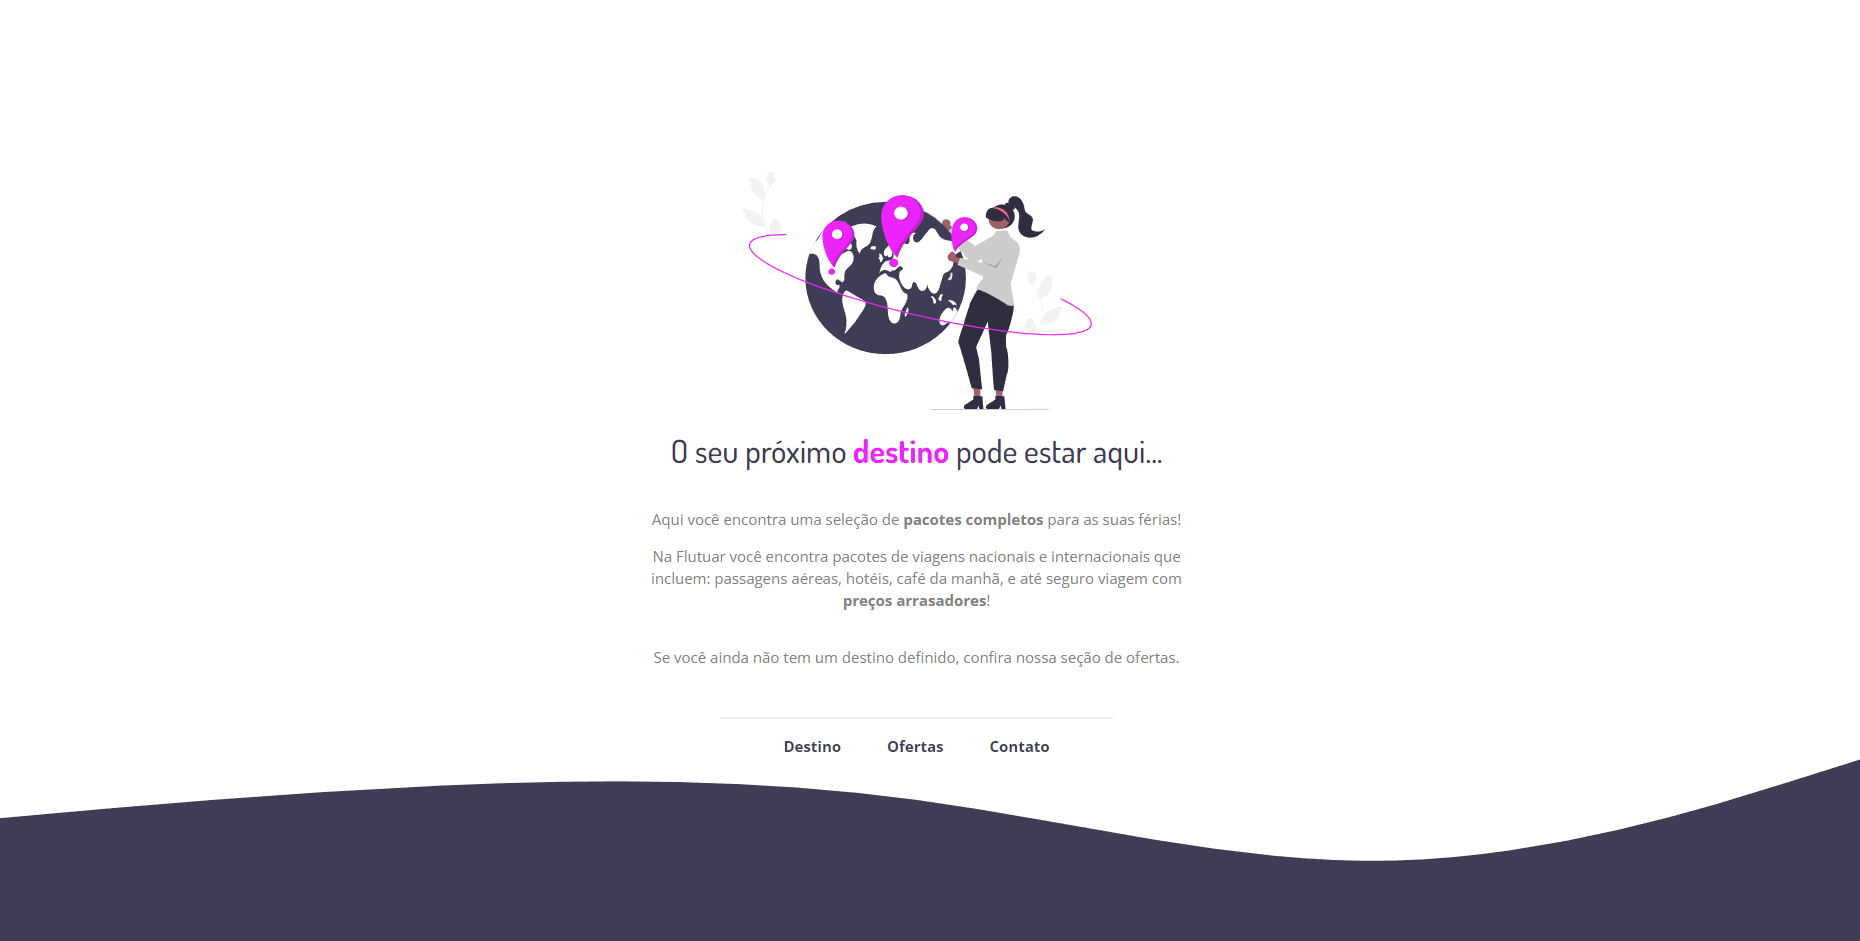 O seu próximo destino pode estar aqui...
Aqui você encontra uma seleção de pacotes completos para as suas férias!
Na Flutuar você encontra pacotes de viagens nacionais e internacionais que
incluem: passagens aéreas, hotéis, café da manhã, e até seguro viagem com
preços arrasadores!
Se você ainda não tem um destino definido, confira nossa seção de ofertas.
Destino Ofertas Contato